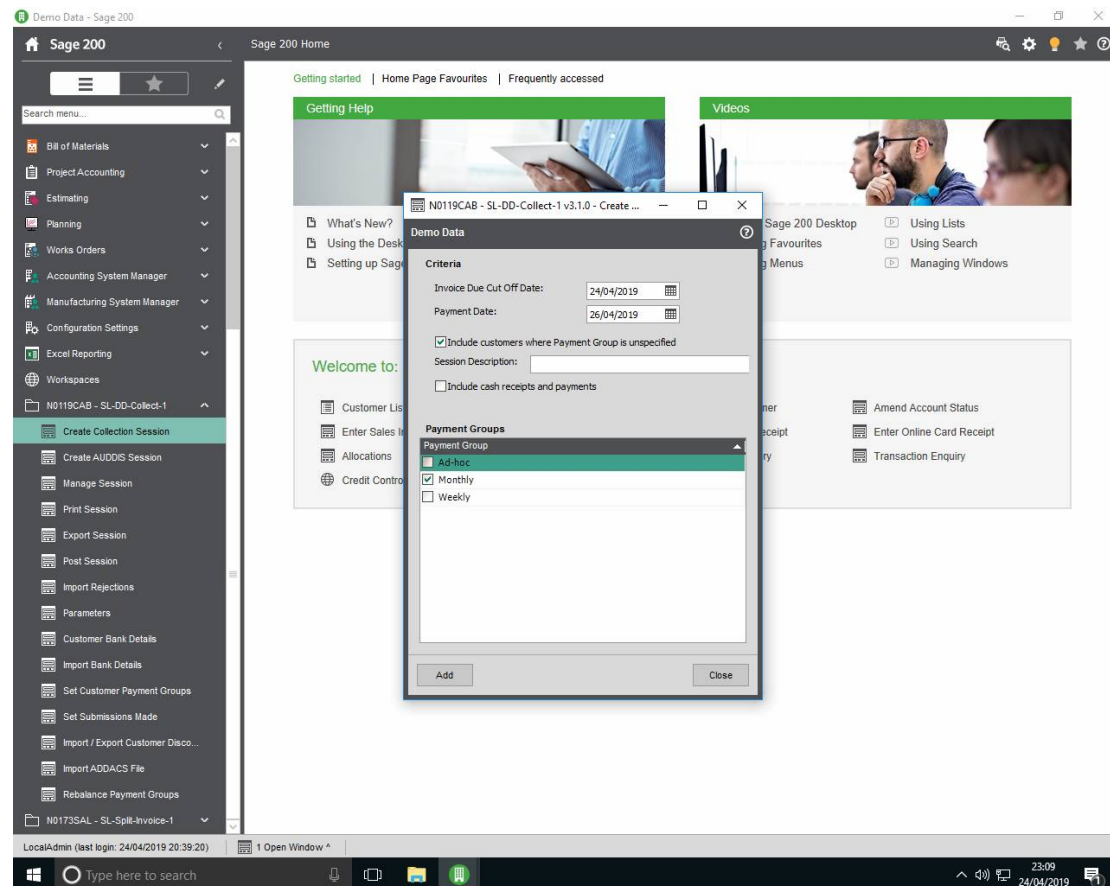 Demo Data - Sage 200
Sage 200
Sage 200 Home
Search menu...
Bill of Materials
Project Accounting
Estimating
Planning
Works Orders
Accounting System Manager
Manufacturing System Manager
Configuration Settings
Excel Reporting
Workspaces
N0119CAB - SL-DD-Collect-1
Create Collection Session
Create AUDDIS Session
Manage Session
Print Session
Export Session
Post Session
Import Rejections
Parameters
Customer Bank Details
Import Bank Details
Set Customer Payment Groups
Set Submissions Made
Import / Export Customer Disco...
Import ADDACS File
Rebalance Payment Groups
N0173SAL - SL-Split-Invoice-1
Getting started | Home Page Favourites | Frequently accessed
Getting Help
What's New?
Using the Desk
Setting up Sage
Videos
Sage 200 Desktop
Favourites
Menus
Using Lists
Using Search
Managing Windows
Welcome to:
Customer Lis
Enter Sales In
Allocations
Credit Contro
ner
eceipt
ry
Amend Account Status
Enter Online Card Receipt
Transaction Enquiry
N0119CAB - SL-DD-Collect-1 v3.1.0 - Create ...
Demo Data
Criteria
Invoice Due Cut Off Date: 24/04/2019
Payment Date: 26/04/2019
Include customers where Payment Group is unspecified
Session Description:
Include cash receipts and payments
Payment Groups
Payment Group
Ad-hoc
Monthly
Weekly
Add
Close
LocalAdmin (last login: 24/04/2019 20:39:20)
1 Open Window ^
Type here to search
23:09
24/04/2019
1